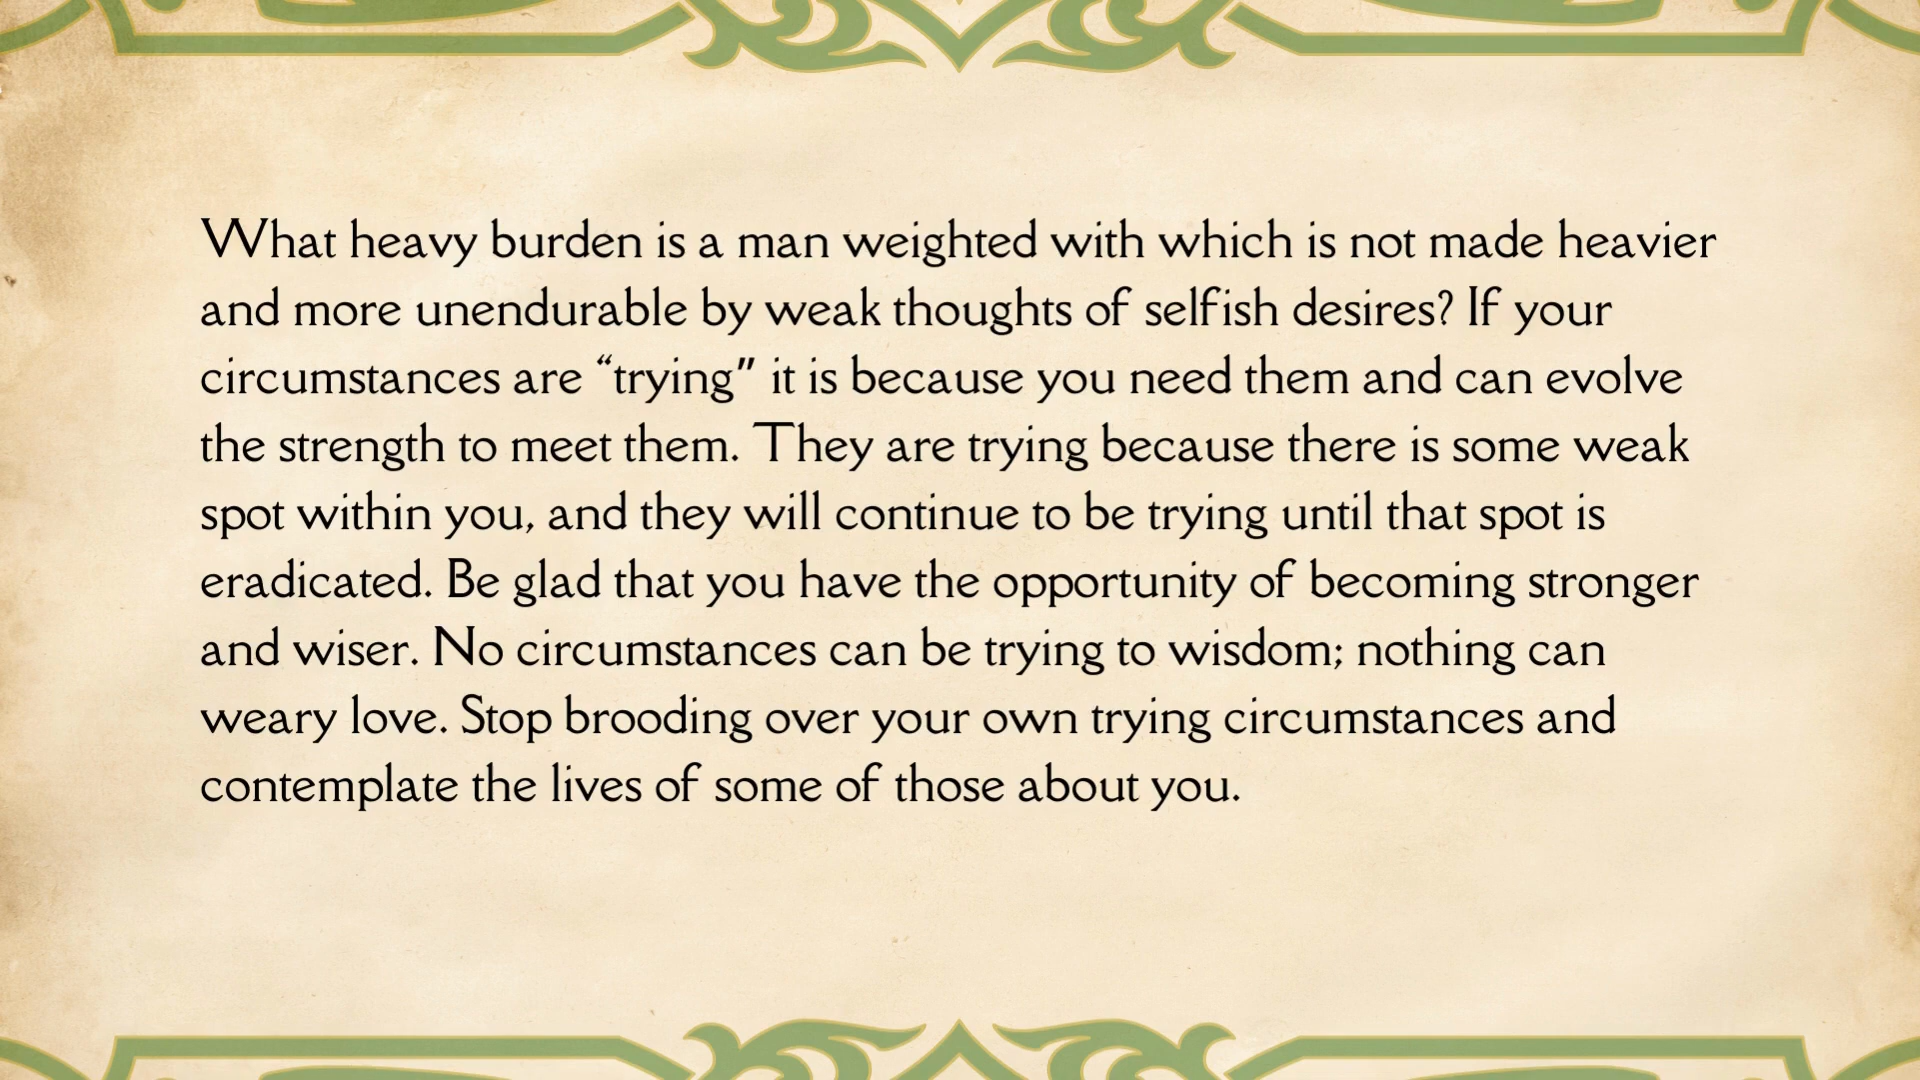 What heavy burden is a man weighted with which is not made heavier
and more unendurable by weak thoughts of selfish desires? If your
circumstances are “trying” it is because you need them and can evolve
the strength to meet them. They are trying because there is some weak
spot within you, and they will continue to be trying until that spot is
eradicated. Be glad that you have the opportunity of becoming stronger
and wiser. No circumstances can be trying to wisdom; nothing can
weary love. Stop brooding over your own trying circumstances and
contemplate the lives of some of those about you.